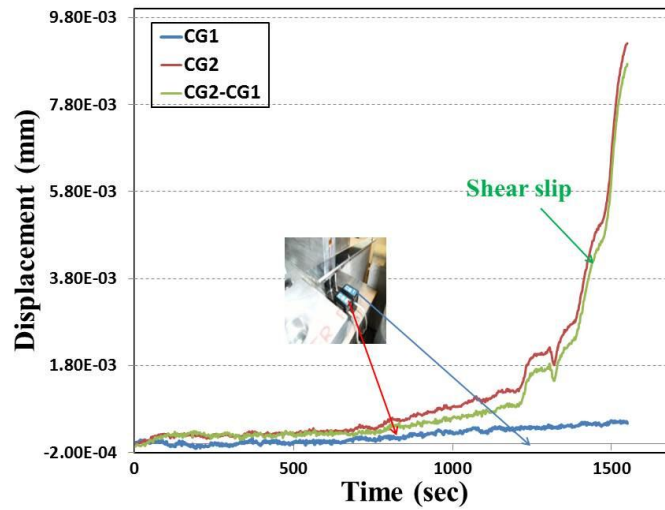 9.80E-03
7.80E-03
5.80E-03
3.80E-03
1.80E-03
-2.00E-04
Displacement (mm)
CG1
CG2
CG2-CG1
Shear slip
0
500
1000
1500
Time (sec)